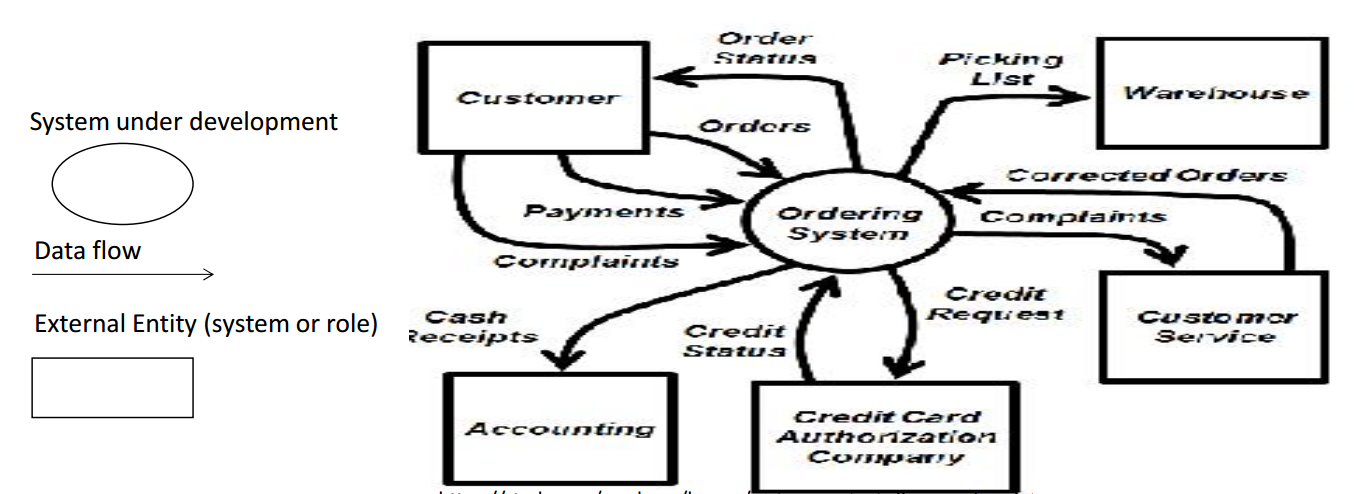 System under development
Data flow
External Entity (system or role)
Order
Status
Picking
List
Customer
Warehouse
Orders
Corrected Orders
Payments
Ordering
System
Complaints
Complaints
Cash
Receipts
Credit
Status
Credit
Request
Customer
Service
Accounting
Credit Card
Authorization
Company